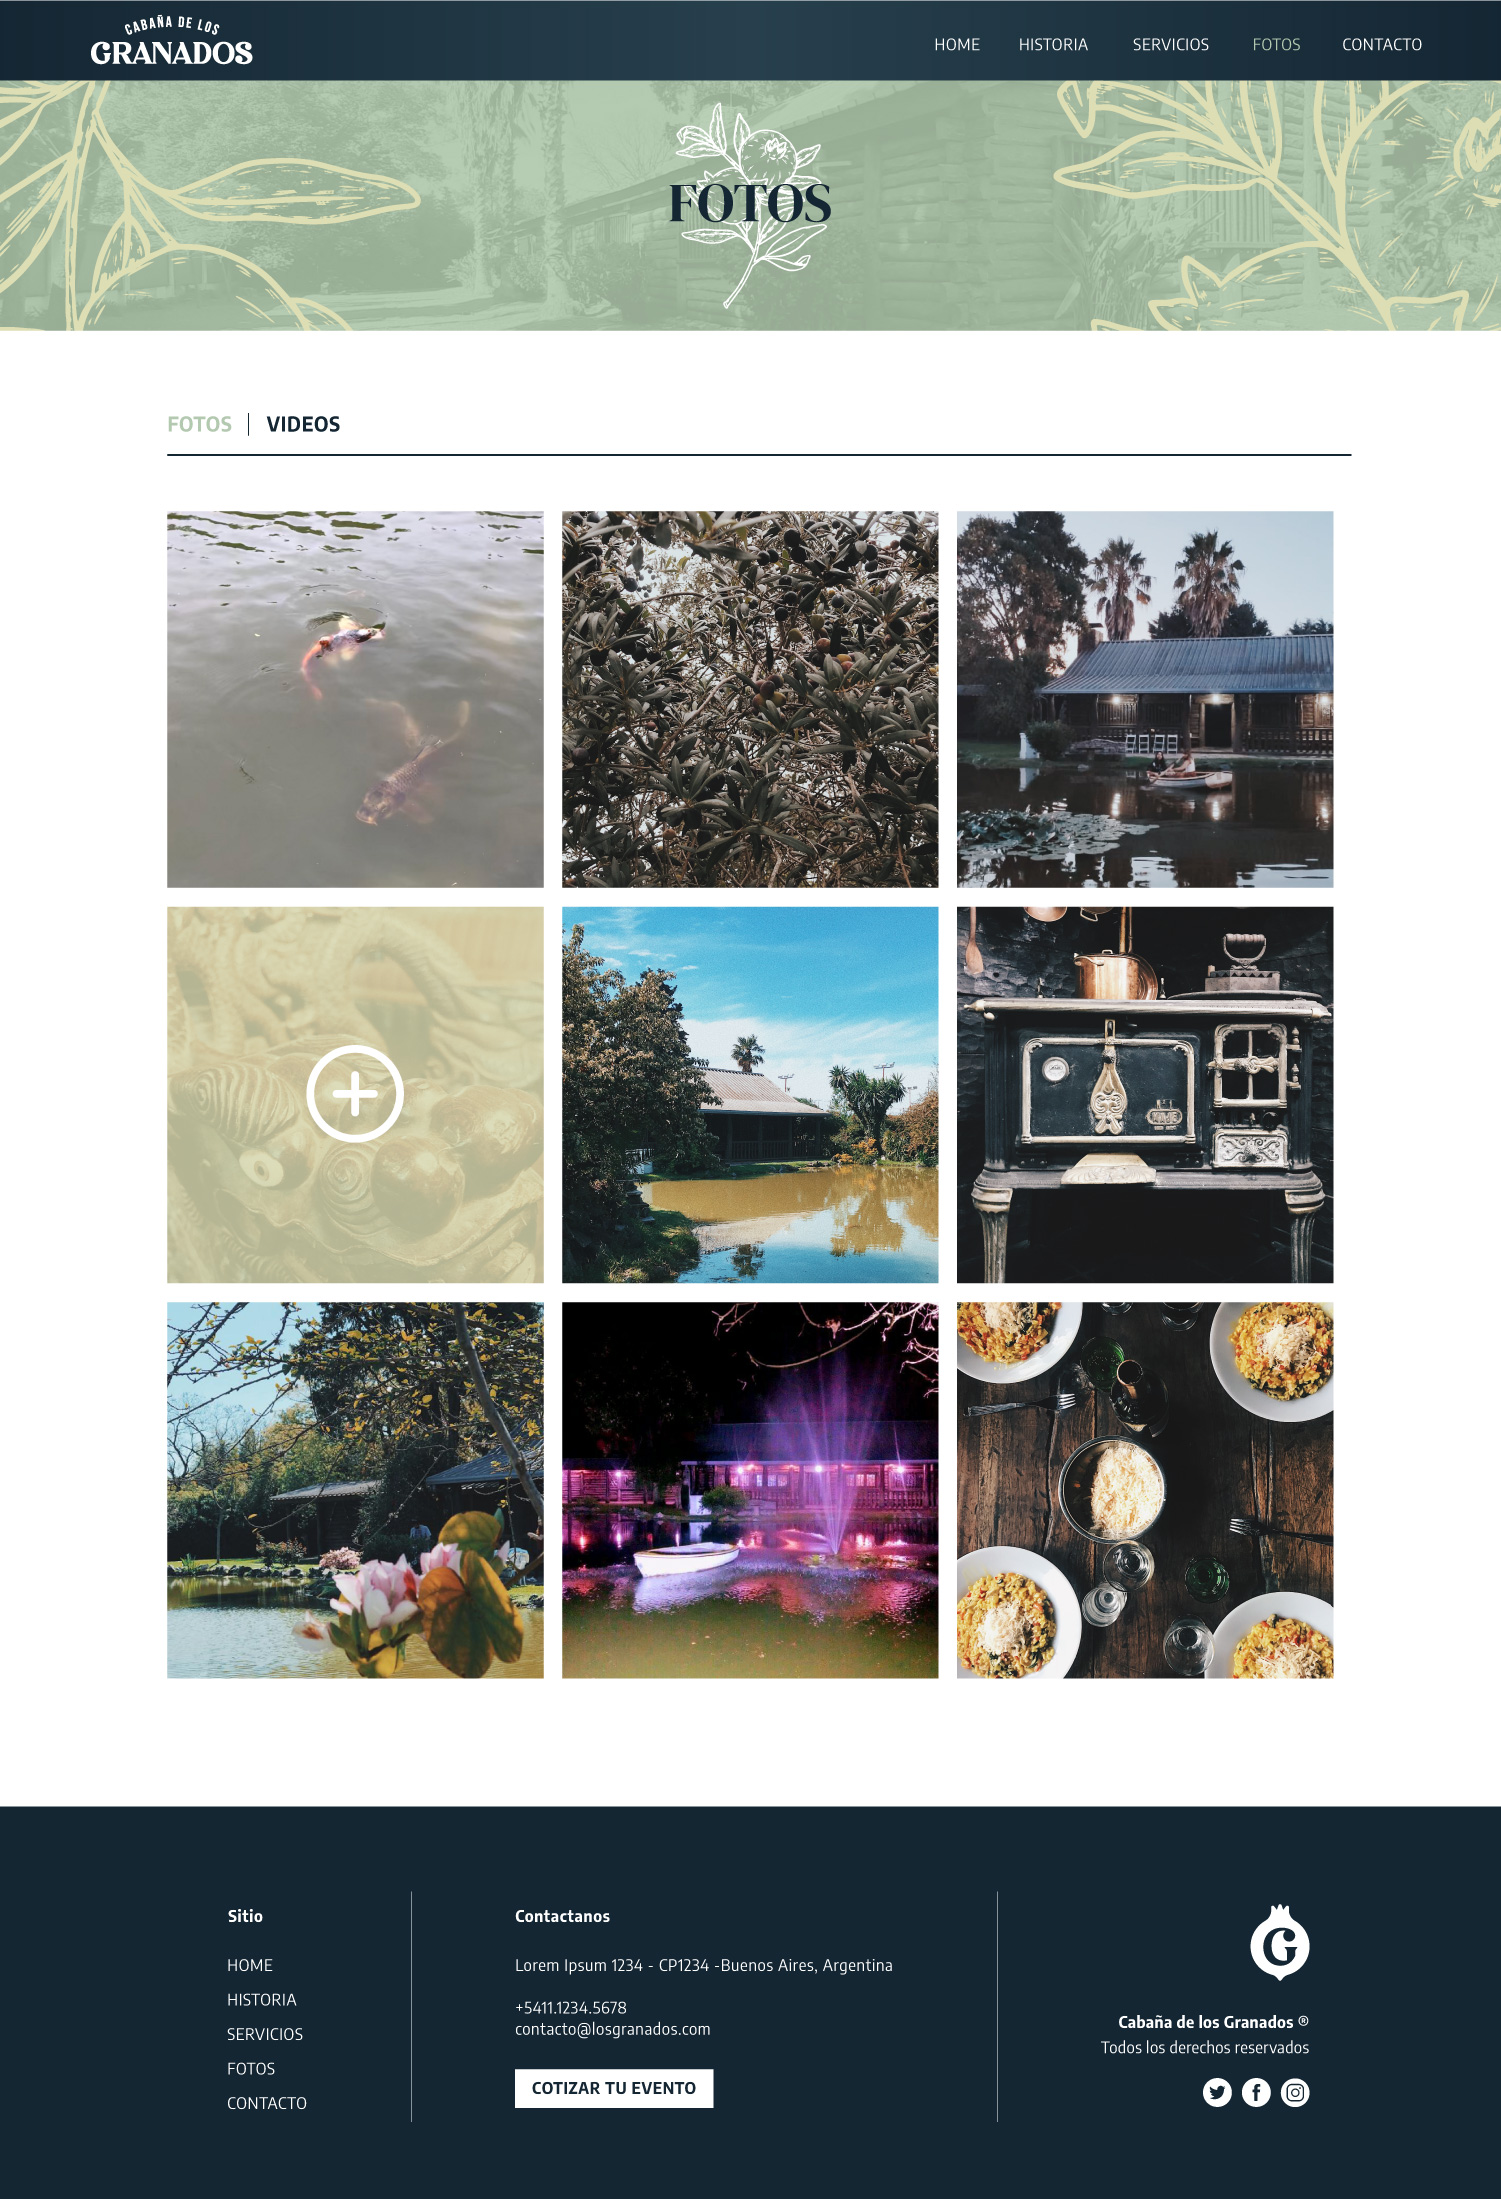 CABAÑA DE LOS
GRANADOS
HOME
HISTORIA
SERVICIOS
FOTOS
CONTACTO
FOTOS
FOTOS
VIDEOS
Sitio
HOME
HISTORIA
SERVICIOS
FOTOS
CONTACTO
Contactanos
Lorem Ipsum 1234 - CP1234 -Buenos Aires, Argentina
+5411.1234.5678
contacto@losgranados.com
COTIZAR TU EVENTO
G
Cabaña de los Granados ®
Todos los derechos reservados